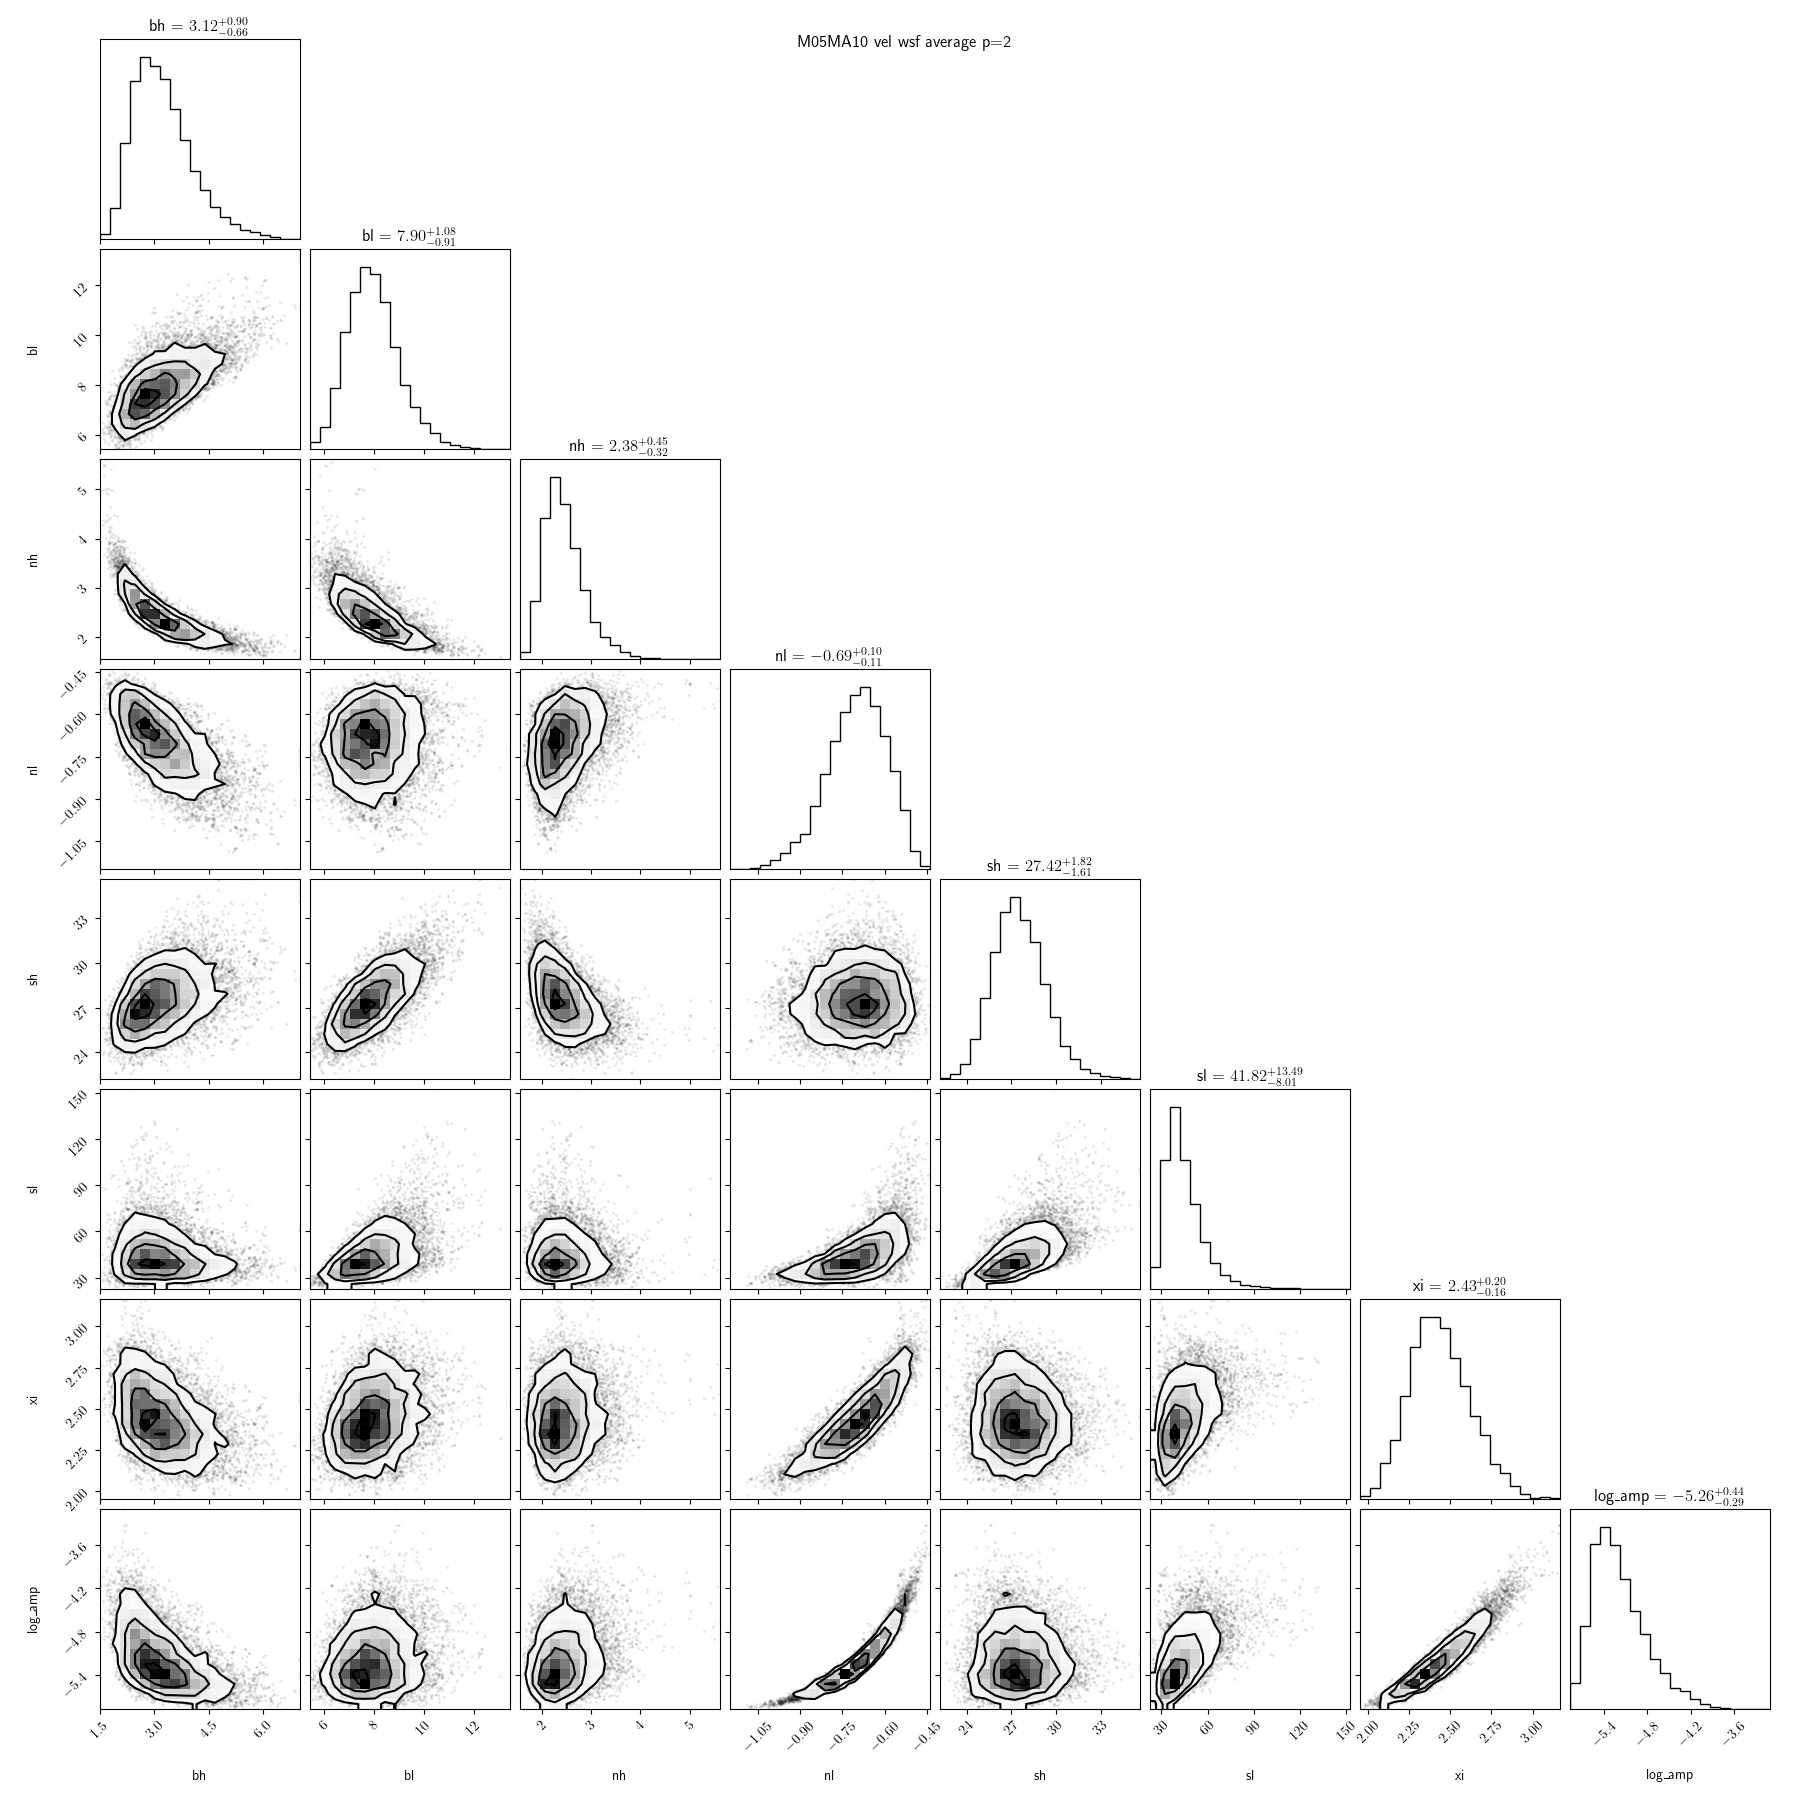 M05MA10 vel wsf average p=2
bh = 3.12+0.90−0.66
bl = 7.90+1.08−0.91
12
10
8
6
bl
nh = 2.38+0.45−0.32
5
4
3
2
nh
nl = −0.69+0.10−0.11
−0.45
−0.60
−0.75
−0.90
−1.05
nl
sh = 27.42+1.82−1.61
33
30
27
24
sh
sl = 41.82+13.49−8.01
150
120
90
60
30
sl
xi = 2.43+0.20−0.16
3.00
2.75
2.50
2.25
2.00
xi
log_amp = −5.26+0.44−0.29
−3.6
−4.2
−4.8
−5.4
log_amp
1.5 3.0 4.5 6.0 6 8 10 12 2 3 4 5 −1.05 −0.90 −0.75 −0.60 −0.45 24 27 30 33 30 60 90 120 150 2.00 2.25 2.50 2.75 3.00 −5.4 −4.8 −4.2 −3.6
bh bl nh nl sh sl xi log_amp